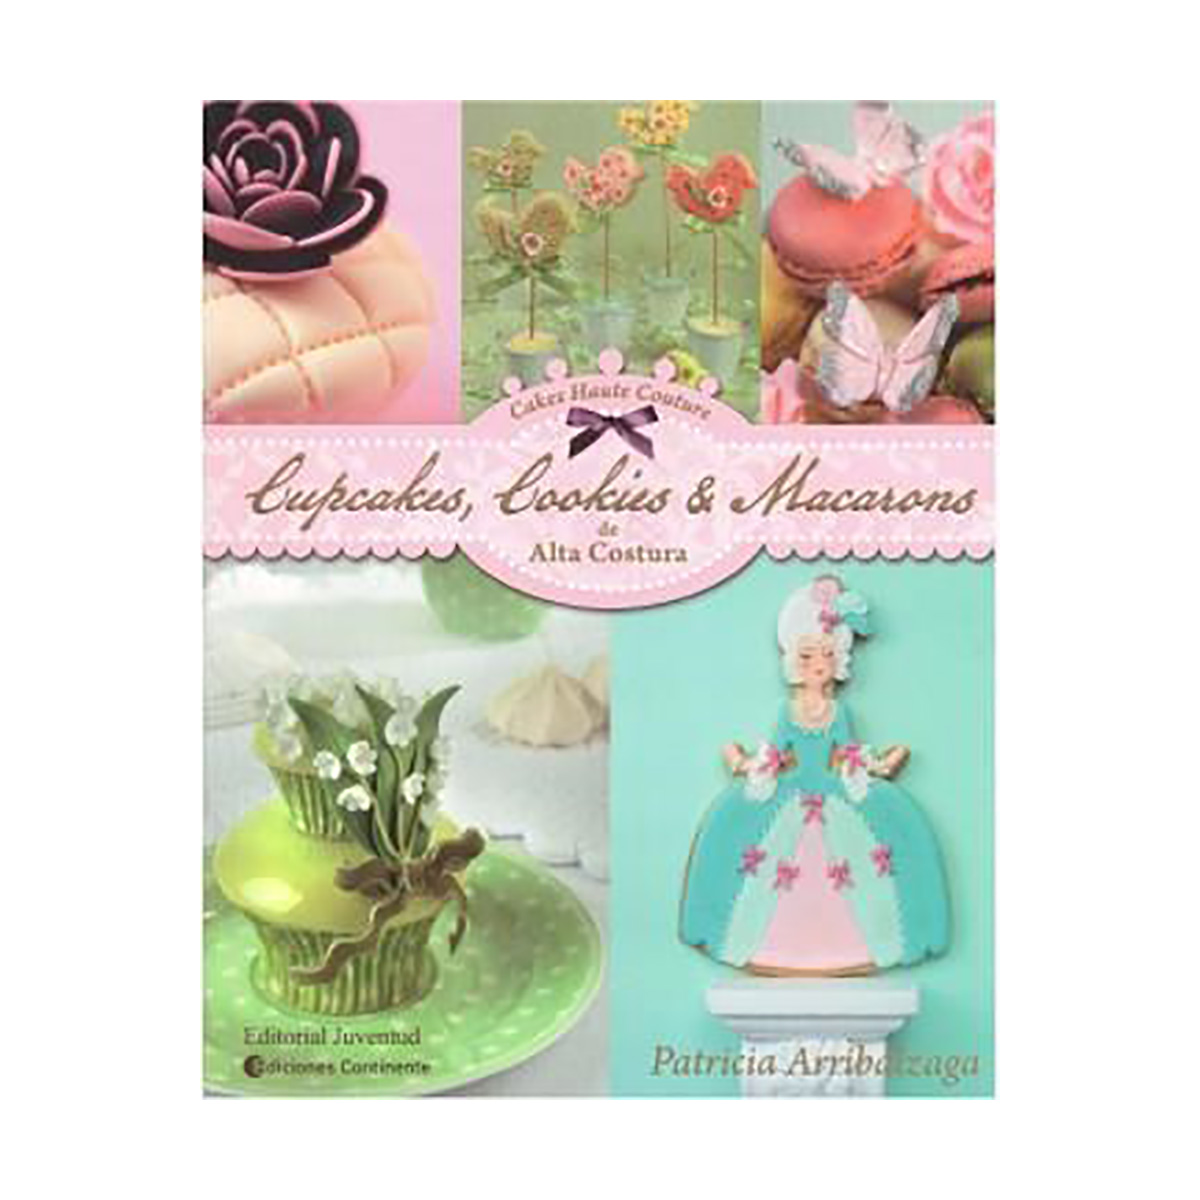 Cakes Haute Couture
Cupcakes, Cookies & Macarons
de
Alta Costura
Editorial Juventud
Ediciones Continente
Patricia Arribalzaga